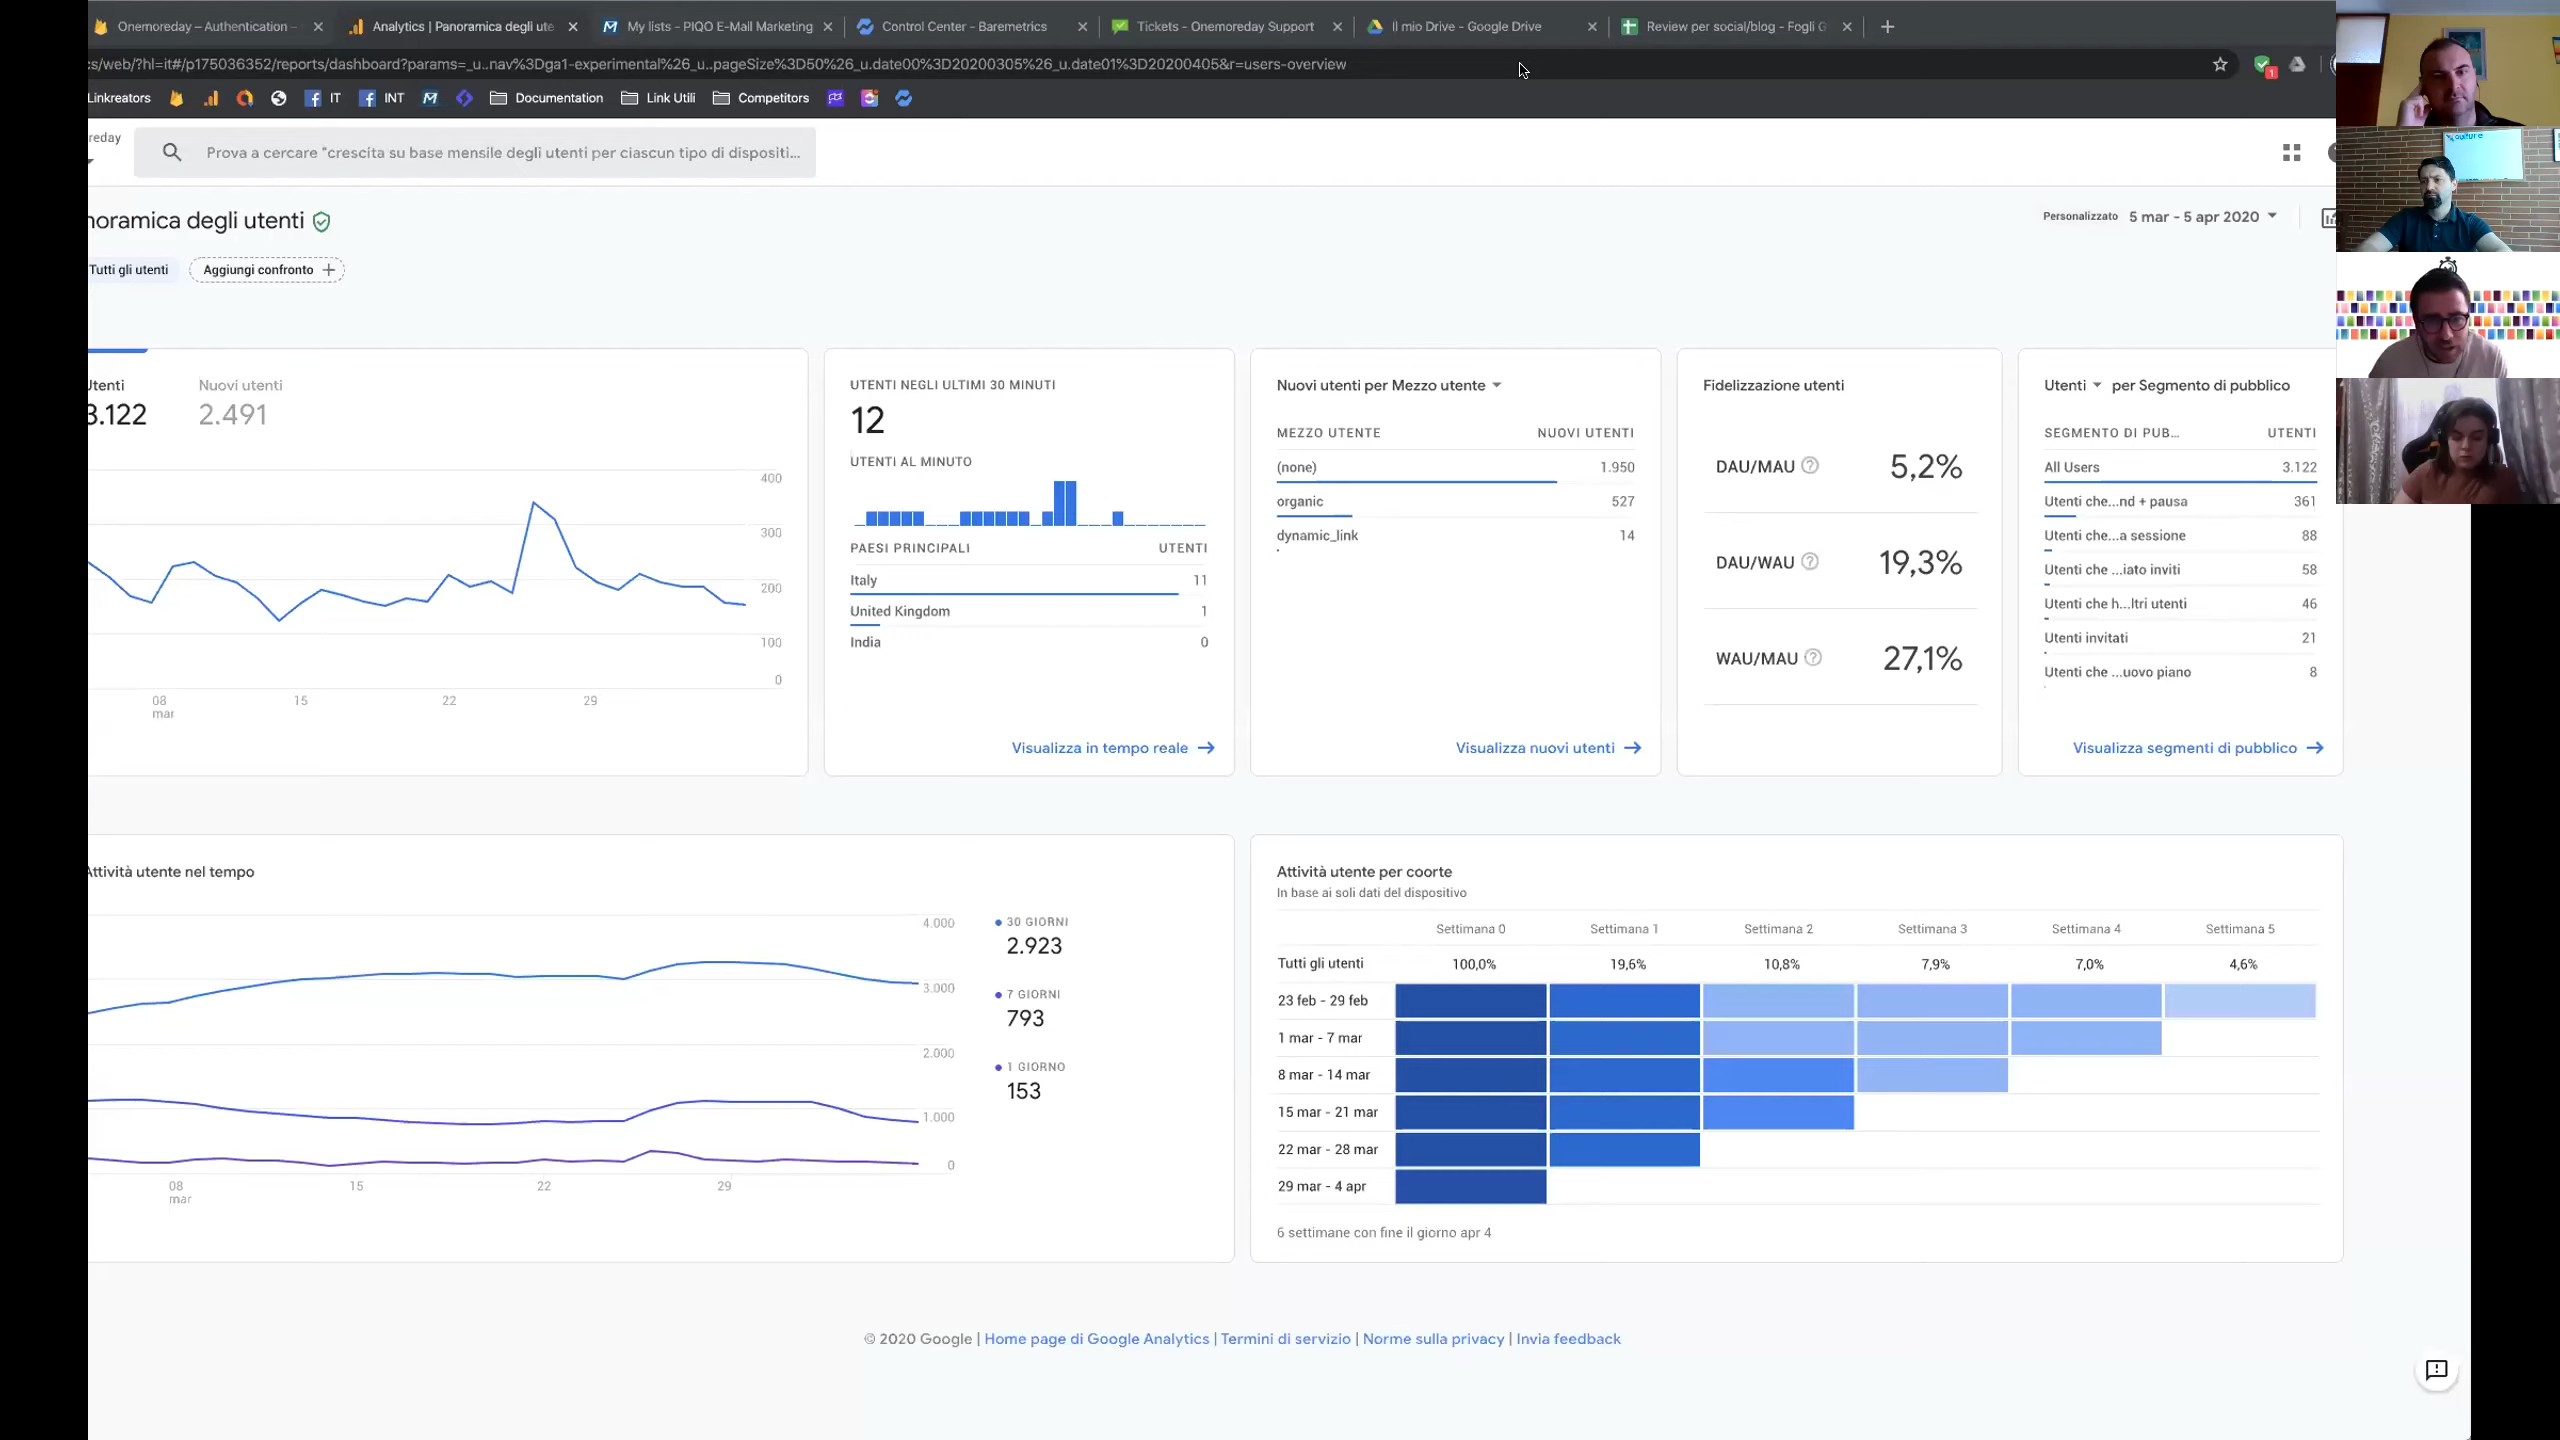 Onemoreday – Authentication –
Analytics | Panoramica degli ute
My lists - PIQO E-Mail Marketing
Control Center - Baremetrics
Tickets - Onemoreday Support
Il mio Drive - Google Drive
Review per social/blog - Fogli G
cs/web/?hl=it#/p175036352/reports/dashboard?params=_u..nav%3Dga1-experimental%26_u..pageSize%3D50%26_u.date00%3D20200305%26_u.date01%3D20200405&r=users-overview
1
Linkreators
IT
INT
Documentation
Link Utili
Competitors
reday
Prova a cercare "crescita su base mensile degli utenti per ciascun tipo di dispositi...
noramica degli utenti
Personalizzato 5 mar - 5 apr 2020
Tutti gli utenti
Aggiungi confronto
Utenti
3.122
Nuovi utenti
2.491
400
300
200
100
0
08
mar
15
22
29
UTENTI NEGLI ULTIMI 30 MINUTI
12
UTENTI AL MINUTO
PAESI PRINCIPALI UTENTI
Italy 11
United Kingdom 1
India 0
Visualizza in tempo reale
Nuovi utenti per Mezzo utente
MEZZO UTENTE NUOVI UTENTI
(none) 1.950
organic 527
dynamic_link 14
Visualizza nuovi utenti
Fidelizzazione utenti
DAU/MAU 5,2%
DAU/WAU 19,3%
WAU/MAU 27,1%
Utenti per Segmento di pubblico
SEGMENTO DI PUB... UTENTI
All Users 3.122
Utenti che...nd + pausa 361
Utenti che...a sessione 88
Utenti che ...iato inviti 58
Utenti che h...ltri utenti 46
Utenti invitati 21
Utenti che ...uovo piano 8
Visualizza segmenti di pubblico
Attività utente nel tempo
4.000
3.000
2.000
1.000
0
08
mar
15
22
29
30 GIORNI
2.923
7 GIORNI
793
1 GIORNO
153
Attività utente per coorte
In base ai soli dati del dispositivo
Settimana 0 Settimana 1 Settimana 2 Settimana 3 Settimana 4 Settimana 5
Tutti gli utenti 100,0% 19,6% 10,8% 7,9% 7,0% 4,6%
23 feb - 29 feb
1 mar - 7 mar
8 mar - 14 mar
15 mar - 21 mar
22 mar - 28 mar
29 mar - 4 apr
6 settimane con fine il giorno apr 4
© 2020 Google | Home page di Google Analytics | Termini di servizio | Norme sulla privacy | Invia feedback